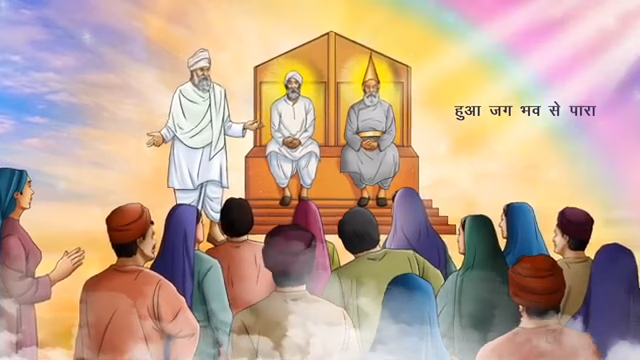 हुआ जग भव से पारा